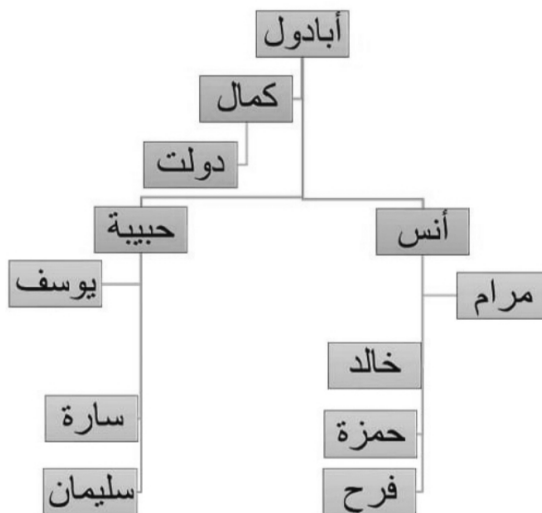 أبادول
كمال
دولت
أنس
حبيبة
مرام
يوسف
خالد
سارة
حمزة
سليمان
فرح